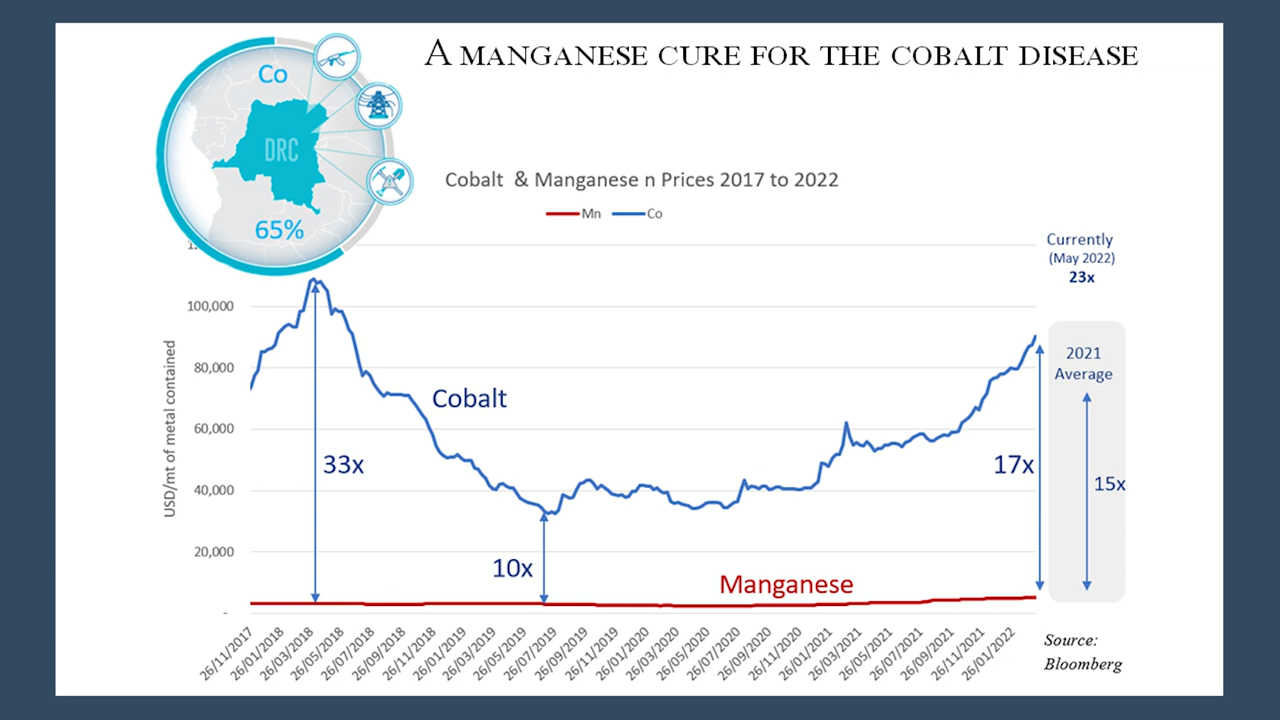 A MANGANESE CURE FOR THE COBALT DISEASE
Co
DRC
65%
Cobalt & Manganese n Prices 2017 to 2022
Mn
Co
Currently
(May 2022)
23x
100,000
80,000
60,000
40,000
20,000
-
USD/mt of metal contained
Cobalt
33x
10x
17x
Manganese
2021
Average
15x
26/11/2017
26/01/2018
26/03/2018
26/05/2018
26/07/2018
26/09/2018
26/11/2018
26/01/2019
26/03/2019
26/05/2019
26/07/2019
26/09/2019
26/11/2019
26/01/2020
26/03/2020
26/05/2020
26/07/2020
26/09/2020
26/11/2020
26/01/2021
26/03/2021
26/05/2021
26/07/2021
26/09/2021
26/11/2021
26/01/2022
Source:
Bloomberg